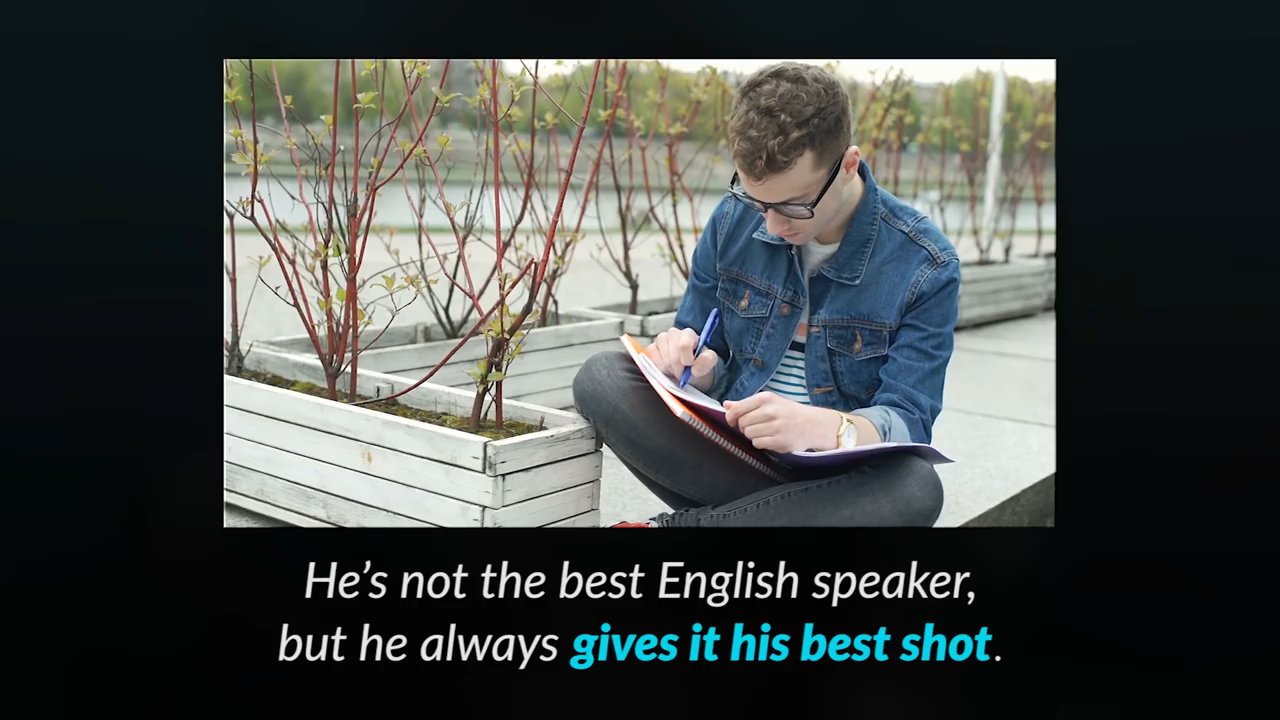 He’s not the best English speaker,
but he always gives it his best shot.